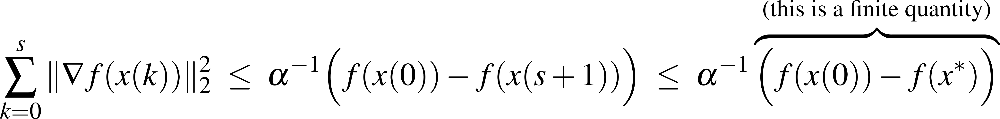 (this is a finite quantity)
∑_{k=0}^{s} ‖∇f(x(k))‖₂² ≤ α⁻¹(f(x(0)) − f(x(s+1))) ≤ α⁻¹(f(x(0)) − f(x*))